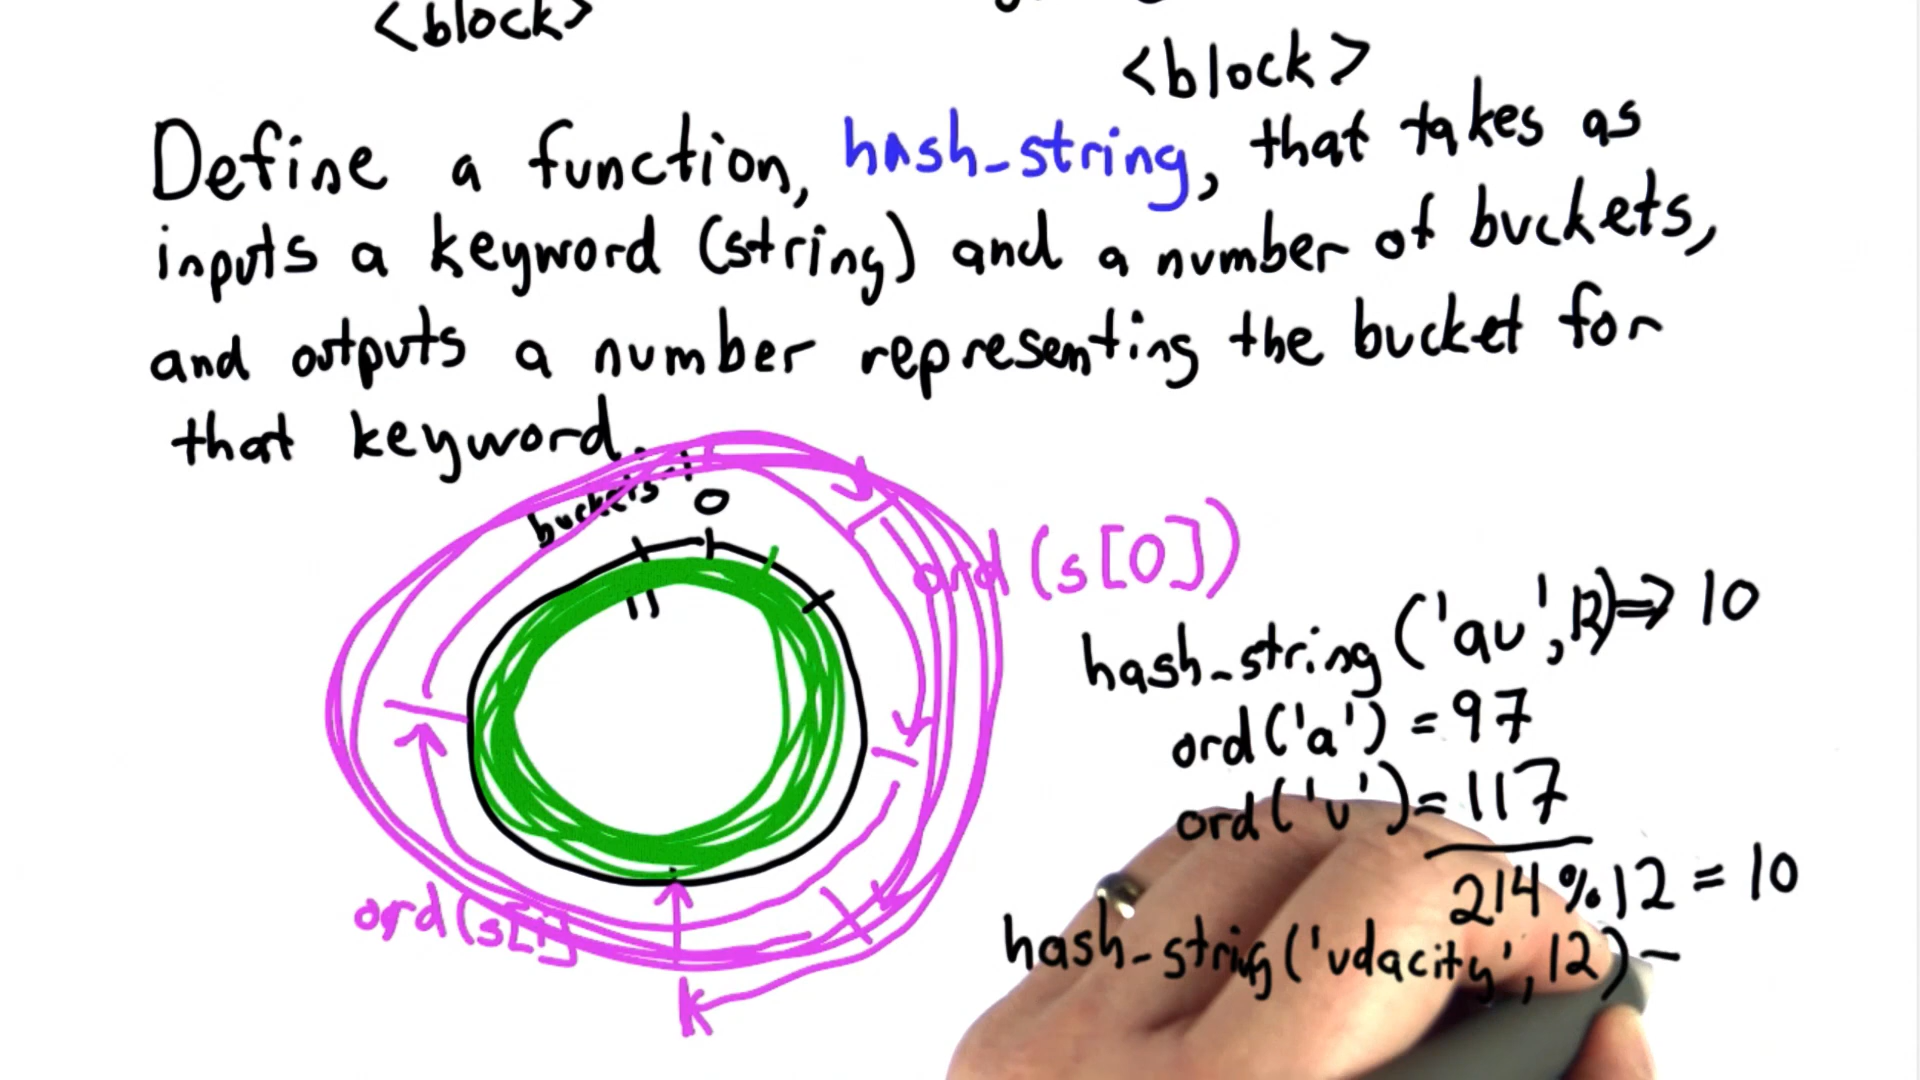 <block>
<block>
Define a function, hash_string, that takes as
inputs a keyword (string) and a number of buckets,
and outputs a number representing the bucket for
that keyword.
buckets-1
0
ord(s[0])
hash_string('au',12)⇒ 10
ord('a') = 97
ord('u') = 117
214 % 12 = 10
ord(s[i])
hash_string('udacity',12) –
k